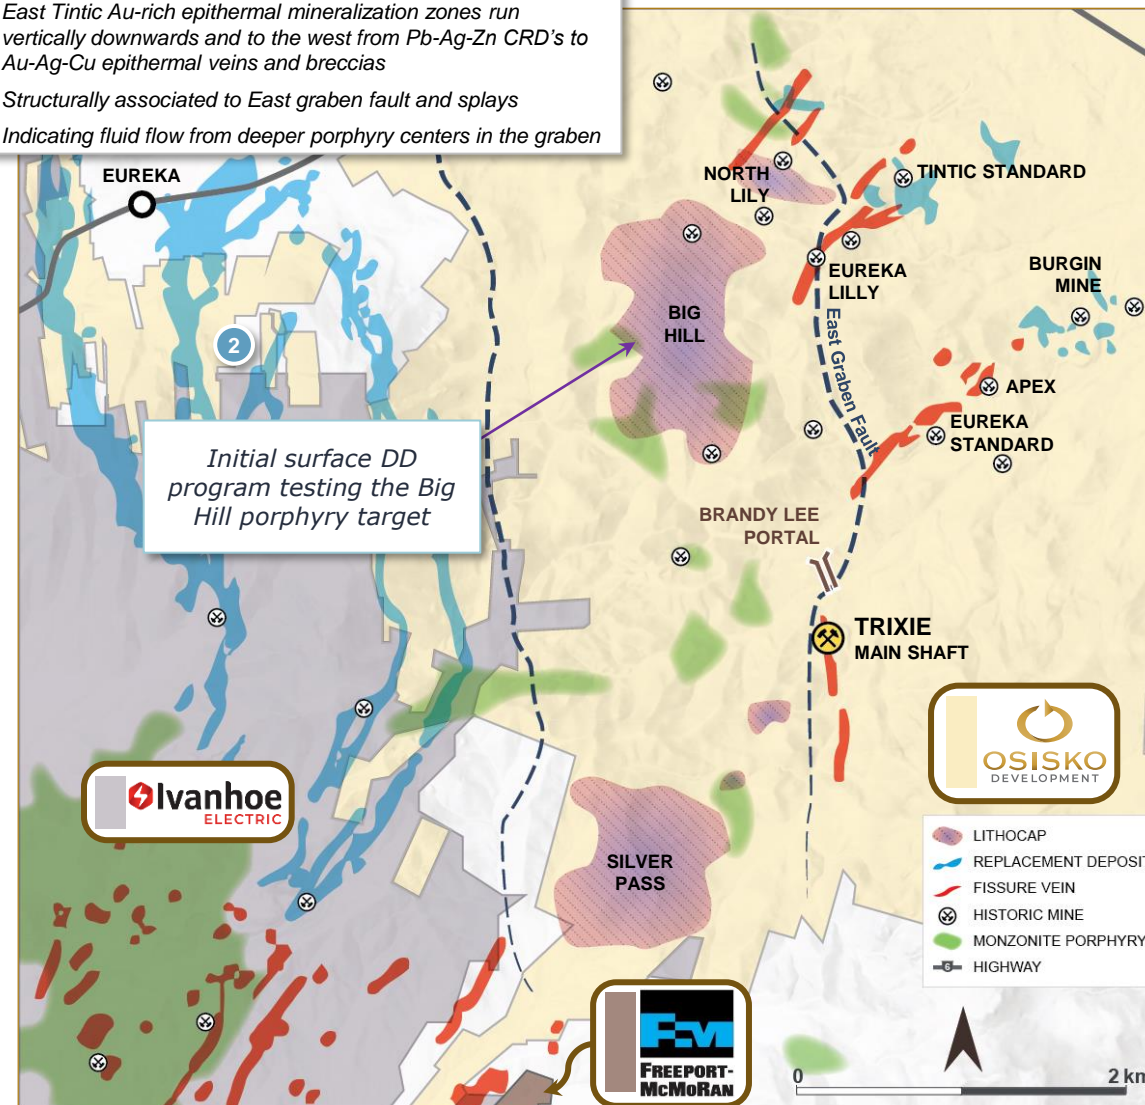 East Tintic Au-rich epithermal mineralization zones run
vertically downwards and to the west from Pb-Ag-Zn CRD's to
Au-Ag-Cu epithermal veins and breccias
Structurally associated to East graben fault and splays
Indicating fluid flow from deeper porphyry centers in the graben
EUREKA
NORTH
LILY
TINTIC STANDARD
EUREKA
LILLY
BURGIN
MINE
BIG
HILL
East Graben Fault
2
APEX
EUREKA
STANDARD
Initial surface DD
program testing the Big
Hill porphyry target
BRANDY LEE
PORTAL
TRIXIE
MAIN SHAFT
OSISKO
DEVELOPMENT
Ivanhoe
ELECTRIC
SILVER
PASS
LITHOCAP
REPLACEMENT DEPOSIT
FISSURE VEIN
HISTORIC MINE
MONZONITE PORPHYRY
6 HIGHWAY
FM
FREEPORT-
McMoRAN
0 2 km